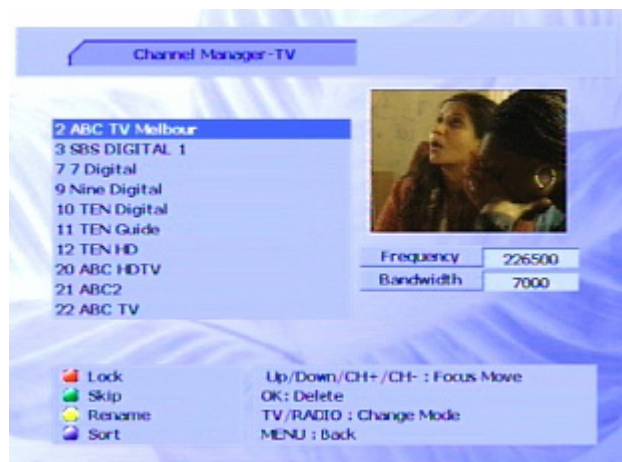 Channel Manager-TV
2 ABC TV Melbour
3 SBS DIGITAL 1
7 7 Digital
9 Nine Digital
10 TEN Digital
11 TEN Guide
12 TEN HD
20 ABC HDTV
21 ABC2
22 ABC TV
Frequency 226500
Bandwidth 7000
Lock
Skip
Rename
Sort
Up/Down/CH+/CH- : Focus Move
OK: Delete
TV/RADIO : Change Mode
MENU : Back